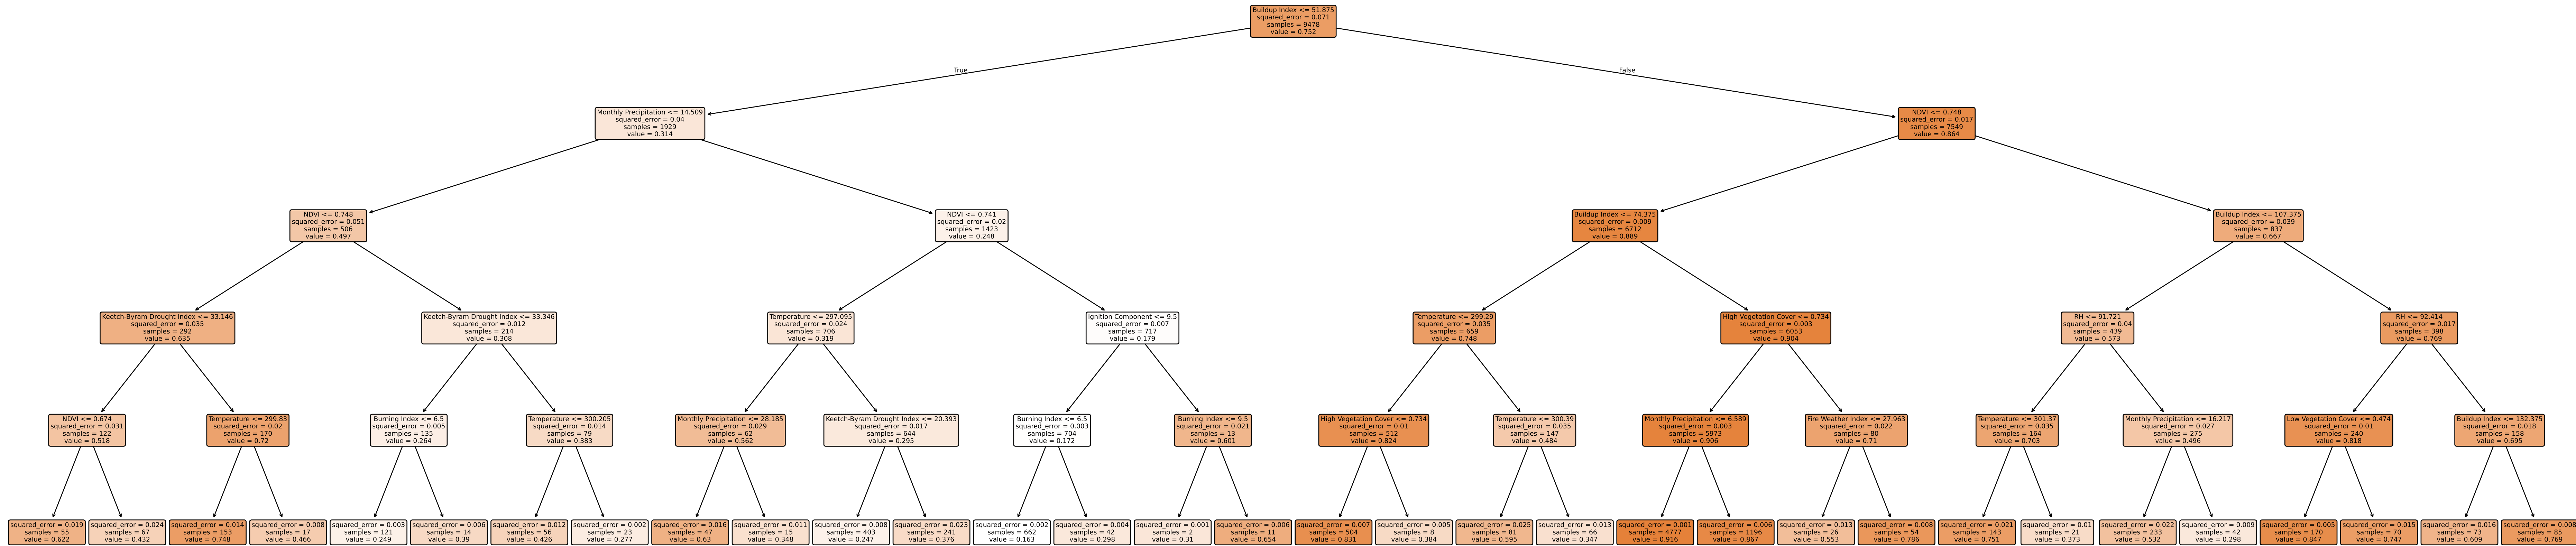 Buildup Index <= 51.875
squared_error = 0.071
samples = 9478
value = 0.752
True
False
Monthly Precipitation <= 14.509
squared_error = 0.04
samples = 1929
value = 0.314
NDVI <= 0.748
squared_error = 0.017
samples = 7549
value = 0.864
NDVI <= 0.748
squared_error = 0.051
samples = 506
value = 0.497
NDVI <= 0.741
squared_error = 0.02
samples = 1423
value = 0.248
Buildup Index <= 74.375
squared_error = 0.009
samples = 6712
value = 0.889
Buildup Index <= 107.375
squared_error = 0.039
samples = 837
value = 0.667
Keetch-Byram Drought Index <= 33.146
squared_error = 0.035
samples = 292
value = 0.635
Keetch-Byram Drought Index <= 33.346
squared_error = 0.012
samples = 214
value = 0.308
Temperature <= 297.095
squared_error = 0.024
samples = 706
value = 0.319
Ignition Component <= 9.5
squared_error = 0.007
samples = 717
value = 0.179
Temperature <= 299.29
squared_error = 0.035
samples = 659
value = 0.748
High Vegetation Cover <= 0.734
squared_error = 0.003
samples = 6053
value = 0.904
RH <= 91.721
squared_error = 0.04
samples = 439
value = 0.573
RH <= 92.414
squared_error = 0.017
samples = 398
value = 0.769
NDVI <= 0.674
squared_error = 0.031
samples = 122
value = 0.518
Temperature <= 299.83
squared_error = 0.02
samples = 170
value = 0.72
Burning Index <= 6.5
squared_error = 0.005
samples = 135
value = 0.264
Temperature <= 300.205
squared_error = 0.014
samples = 79
value = 0.383
Monthly Precipitation <= 28.185
squared_error = 0.029
samples = 62
value = 0.562
Keetch-Byram Drought Index <= 20.393
squared_error = 0.017
samples = 644
value = 0.295
Burning Index <= 6.5
squared_error = 0.003
samples = 704
value = 0.172
Burning Index <= 9.5
squared_error = 0.021
samples = 13
value = 0.601
High Vegetation Cover <= 0.734
squared_error = 0.01
samples = 512
value = 0.824
Temperature <= 300.39
squared_error = 0.035
samples = 147
value = 0.484
Monthly Precipitation <= 6.589
squared_error = 0.003
samples = 5973
value = 0.906
Fire Weather Index <= 27.963
squared_error = 0.022
samples = 80
value = 0.71
Temperature <= 301.37
squared_error = 0.035
samples = 164
value = 0.703
Monthly Precipitation <= 16.217
squared_error = 0.027
samples = 275
value = 0.496
Low Vegetation Cover <= 0.474
squared_error = 0.01
samples = 240
value = 0.818
Buildup Index <= 132.375
squared_error = 0.018
samples = 158
value = 0.695
squared_error = 0.019
samples = 55
value = 0.622
squared_error = 0.024
samples = 67
value = 0.432
squared_error = 0.014
samples = 153
value = 0.748
squared_error = 0.008
samples = 17
value = 0.466
squared_error = 0.003
samples = 121
value = 0.249
squared_error = 0.006
samples = 14
value = 0.39
squared_error = 0.012
samples = 56
value = 0.426
squared_error = 0.002
samples = 23
value = 0.277
squared_error = 0.016
samples = 47
value = 0.63
squared_error = 0.011
samples = 15
value = 0.348
squared_error = 0.008
samples = 403
value = 0.247
squared_error = 0.023
samples = 241
value = 0.376
squared_error = 0.002
samples = 662
value = 0.163
squared_error = 0.004
samples = 42
value = 0.298
squared_error = 0.001
samples = 2
value = 0.31
squared_error = 0.006
samples = 11
value = 0.654
squared_error = 0.007
samples = 504
value = 0.831
squared_error = 0.005
samples = 8
value = 0.384
squared_error = 0.025
samples = 81
value = 0.595
squared_error = 0.013
samples = 66
value = 0.347
squared_error = 0.001
samples = 4777
value = 0.916
squared_error = 0.006
samples = 1196
value = 0.867
squared_error = 0.013
samples = 26
value = 0.553
squared_error = 0.008
samples = 54
value = 0.786
squared_error = 0.021
samples = 143
value = 0.751
squared_error = 0.01
samples = 21
value = 0.373
squared_error = 0.022
samples = 233
value = 0.532
squared_error = 0.009
samples = 42
value = 0.298
squared_error = 0.005
samples = 170
value = 0.847
squared_error = 0.015
samples = 70
value = 0.747
squared_error = 0.016
samples = 73
value = 0.609
squared_error = 0.008
samples = 85
value = 0.769